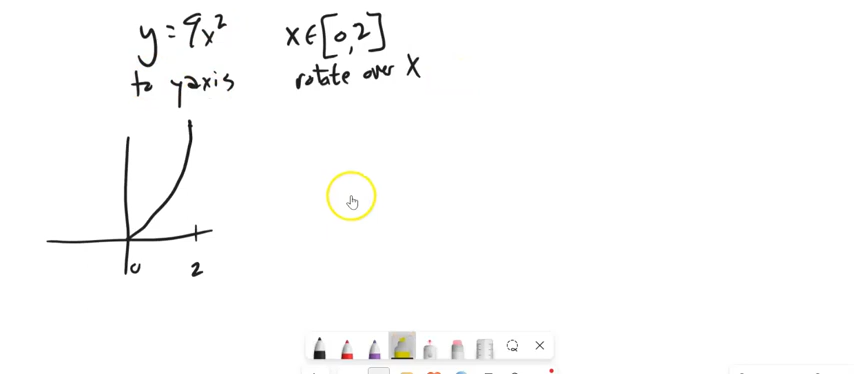 y = 9x² x ∈ [0,2]
to y axis rotate over X
0 2